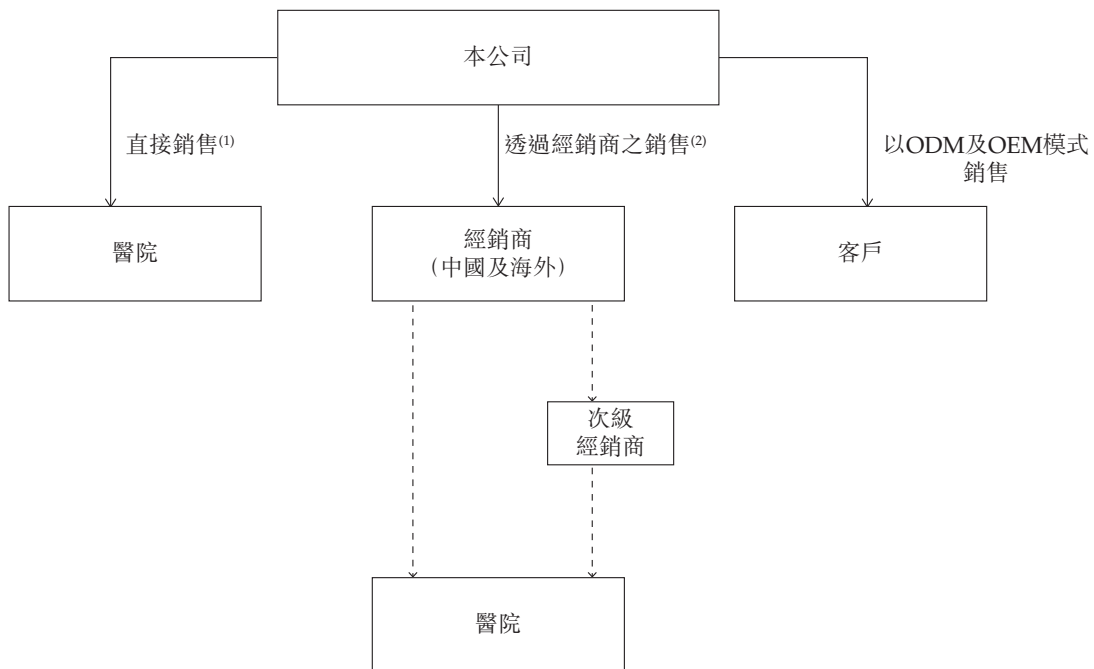 本公司
直接銷售(1)
透過經銷商之銷售(2)
以ODM及OEM模式
銷售
醫院
經銷商
（中國及海外）
客戶
次級
經銷商
醫院